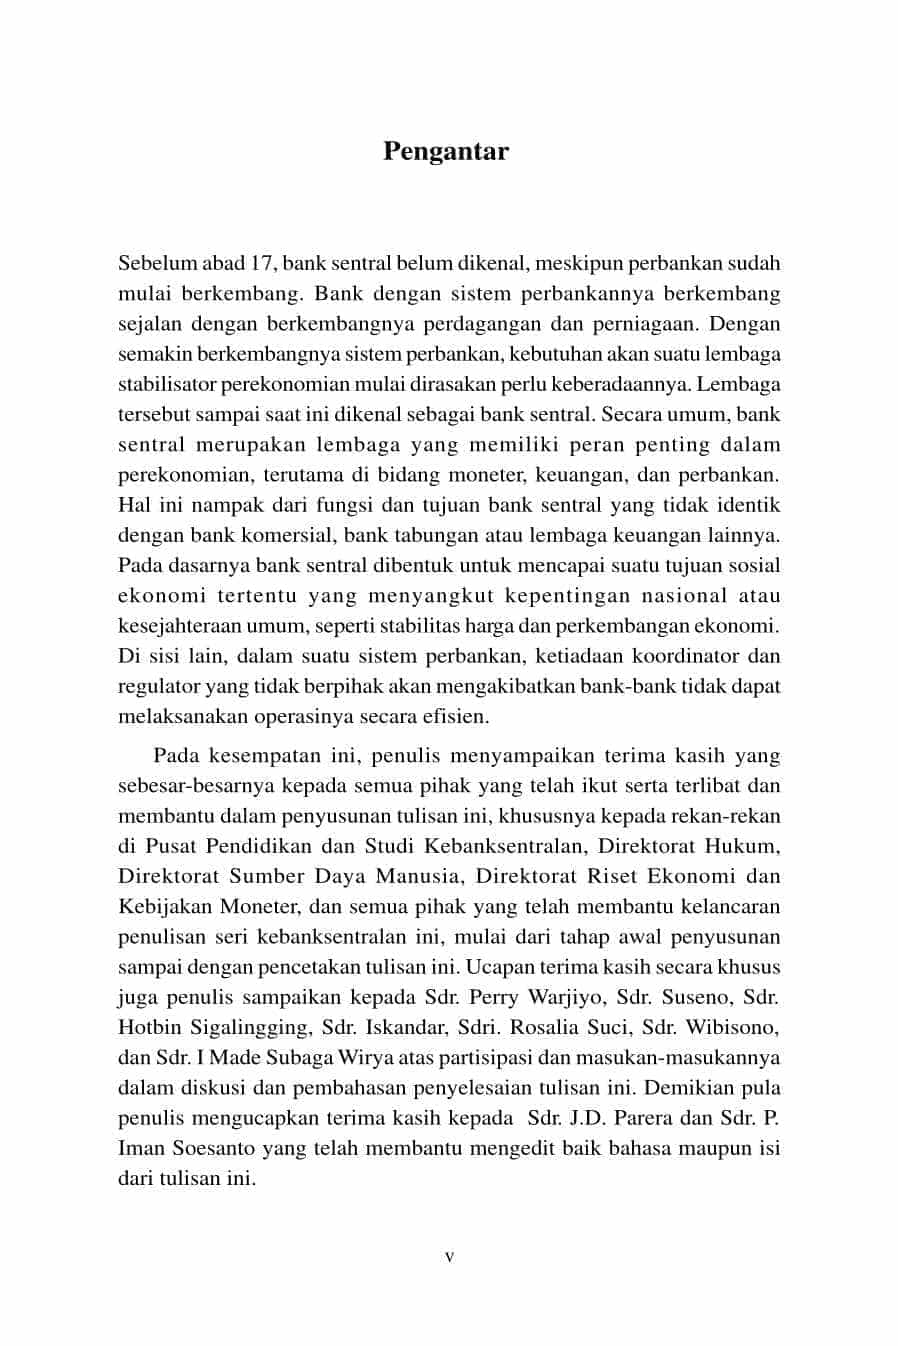 Pengantar
Sebelum abad 17, bank sentral belum dikenal, meskipun perbankan sudah
mulai berkembang. Bank dengan sistem perbankannya berkembang
sejalan dengan berkembangnya perdagangan dan perniagaan. Dengan
semakin berkembangnya sistem perbankan, kebutuhan akan suatu lembaga
stabilisator perekonomian mulai dirasakan perlu keberadaannya. Lembaga
tersebut sampai saat ini dikenal sebagai bank sentral. Secara umum, bank
sentral merupakan lembaga yang memiliki peran penting dalam
perekonomian, terutama di bidang moneter, keuangan, dan perbankan.
Hal ini nampak dari fungsi dan tujuan bank sentral yang tidak identik
dengan bank komersial, bank tabungan atau lembaga keuangan lainnya.
Pada dasarnya bank sentral dibentuk untuk mencapai suatu tujuan sosial
ekonomi tertentu yang menyangkut kepentingan nasional atau
kesejahteraan umum, seperti stabilitas harga dan perkembangan ekonomi.
Di sisi lain, dalam suatu sistem perbankan, ketiadaan koordinator dan
regulator yang tidak berpihak akan mengakibatkan bank-bank tidak dapat
melaksanakan operasinya secara efisien.
Pada kesempatan ini, penulis menyampaikan terima kasih yang
sebesar-besarnya kepada semua pihak yang telah ikut serta terlibat dan
membantu dalam penyusunan tulisan ini, khususnya kepada rekan-rekan
di Pusat Pendidikan dan Studi Kebanksentralan, Direktorat Hukum,
Direktorat Sumber Daya Manusia, Direktorat Riset Ekonomi dan
Kebijakan Moneter, dan semua pihak yang telah membantu kelancaran
penulisan seri kebanksentralan ini, mulai dari tahap awal penyusunan
sampai dengan pencetakan tulisan ini. Ucapan terima kasih secara khusus
juga penulis sampaikan kepada Sdr. Perry Warjiyo, Sdr. Suseno, Sdr.
Hotbin Sigalingging, Sdr. Iskandar, Sdri. Rosalia Suci, Sdr. Wibisono,
dan Sdr. I Made Subaga Wirya atas partisipasi dan masukan-masukannya
dalam diskusi dan pembahasan penyelesaian tulisan ini. Demikian pula
penulis mengucapkan terima kasih kepada  Sdr. J.D. Parera dan Sdr. P.
Iman Soesanto yang telah membantu mengedit baik bahasa maupun isi
dari tulisan ini.
v